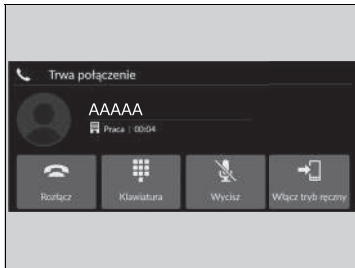 Trwa połączenie
AAAAA
Praca | 00:04
Rozłącz
Klawiatura
Wycisz
Włącz tryb ręczny